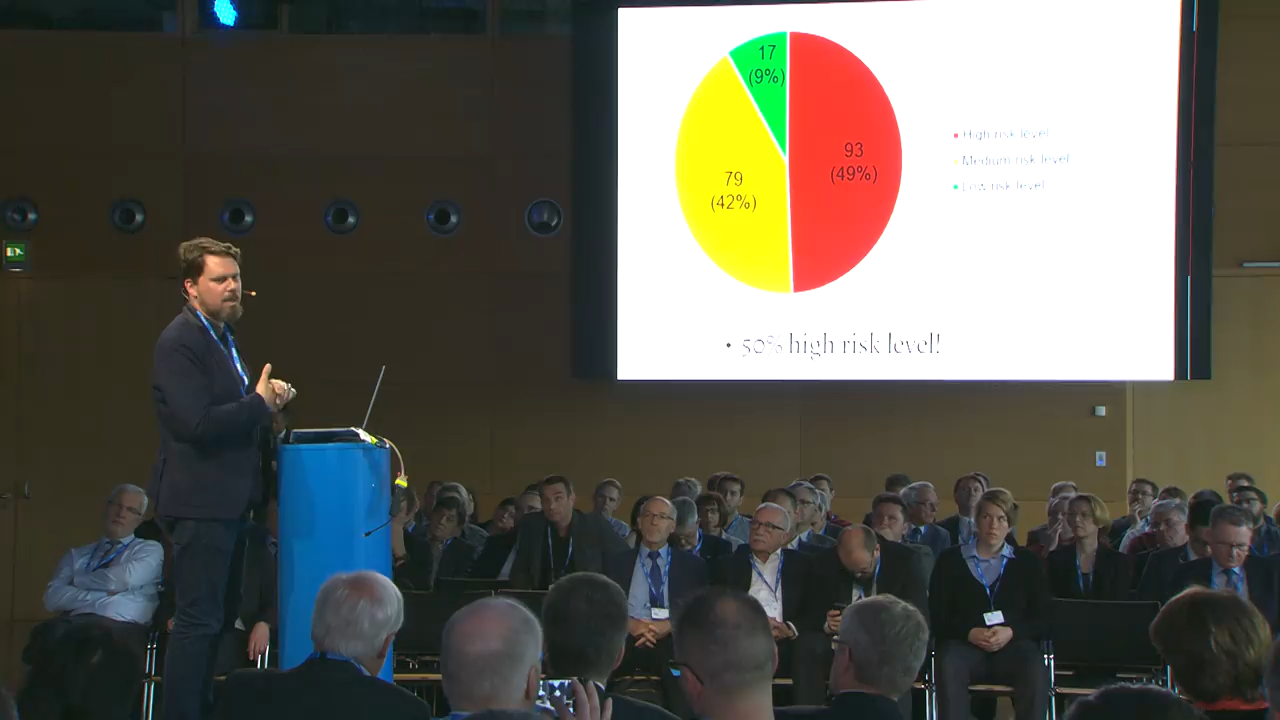 17
(9%)
93
(49%)
79
(42%)
High risk level
Medium risk level
Low risk level
• 50% high risk level!